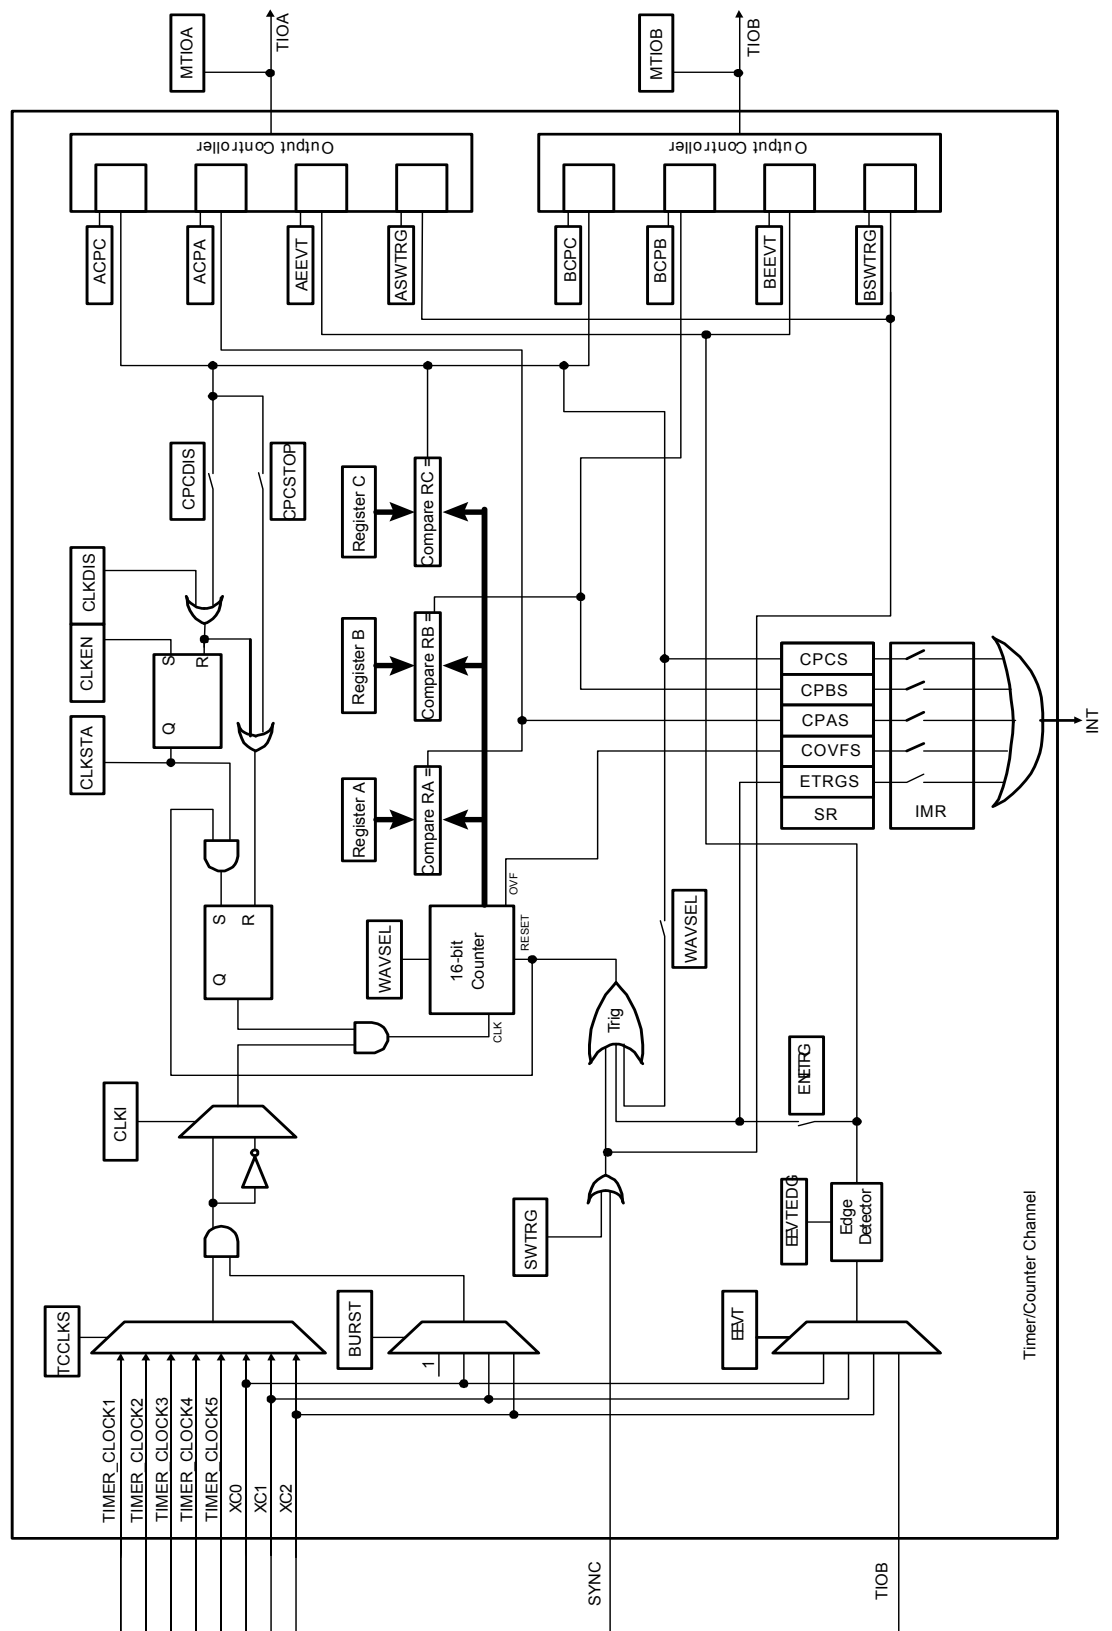 TCCLKS
TIMER_CLOCK1
TIMER_CLOCK2
TIMER_CLOCK3
TIMER_CLOCK4
TIMER_CLOCK5
XC0
XC1
XC2
CLKI
CLKSTA
CLKEN
CLKDIS
Q
S
R
Q
S
R
CPCDIS
CPCSTOP
ACPC
ACPA
AEEVT
ASWTRG
Output Controller
MTIOA
TIOA
BURST
1
WAVSEL
16-bit
Counter
CLK
RESET
OVF
Register A
Compare RA =
Register B
Compare RB =
Register C
Compare RC =
SYNC
SWTRG
Trig
WAVSEL
BCPC
BCPB
BEEVT
BSWTRG
Output Controller
MTIOB
TIOB
EEVT
TIOB
EEVTEDG
Edge
Detector
ENETRG
CPCS
CPBS
CPAS
COVFS
ETRGS
SR
IMR
INT
Timer/Counter Channel